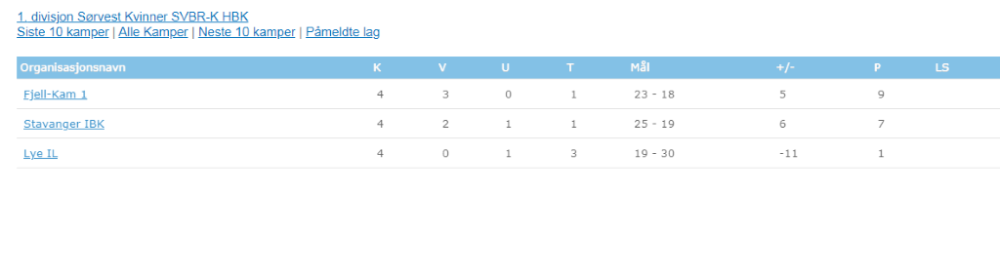 1. divisjon Sørvest Kvinner SVBR-K HBK
Siste 10 kamper | Alle Kamper | Neste 10 kamper | Påmeldte lag
Organisasjonsnavn K V U T Mål +/- P LS
Fjell-Kam 1 4 3 0 1 23 - 18 5 9
Stavanger IBK 4 2 1 1 25 - 19 6 7
Lye IL 4 0 1 3 19 - 30 -11 1